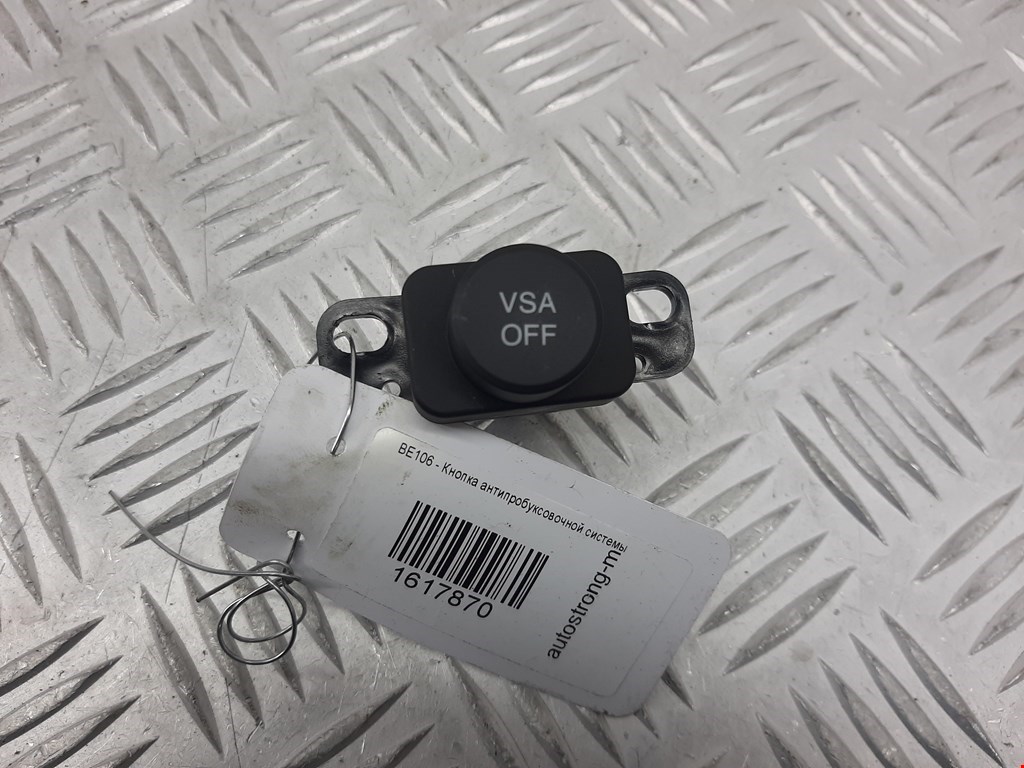 VSA
OFF
BE106 - Кнопка антипробуксовочной системы
1617870
autostrong-m